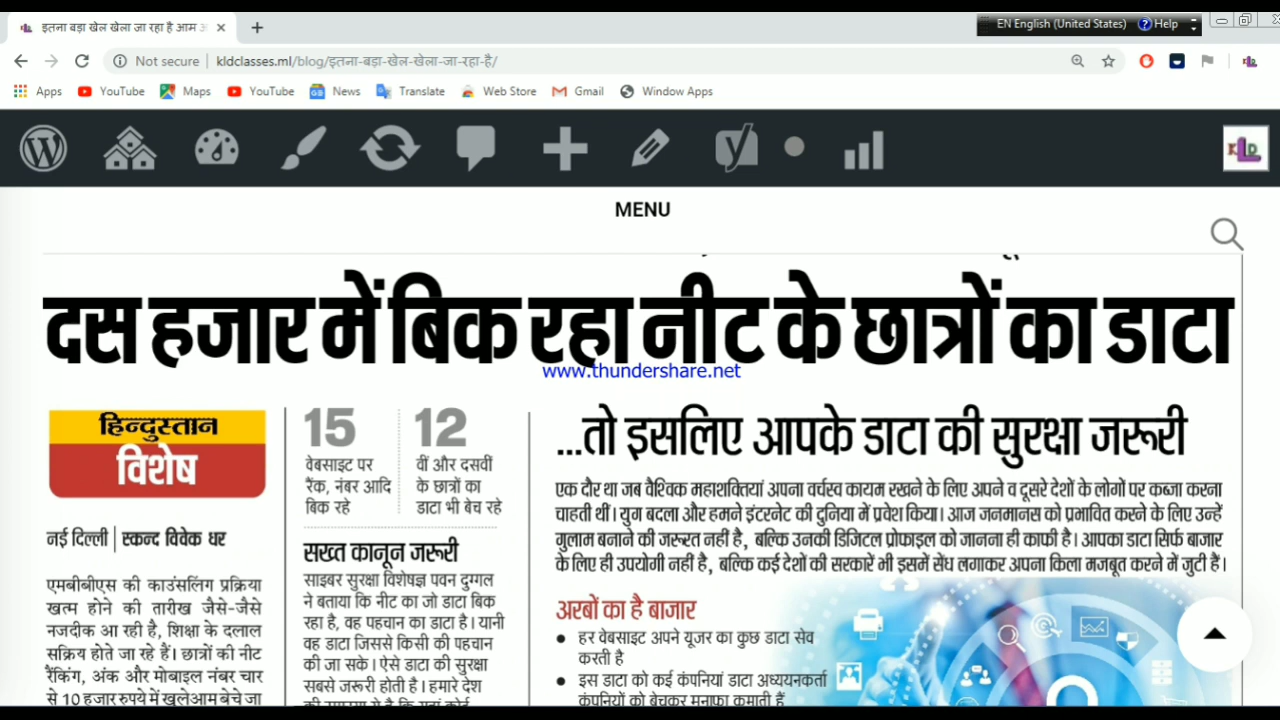 इतना बड़ा खेल खेला जा रहा है आम
EN English (United States) Help
Not secure | kldclasses.ml/blog/इतना-बड़ा-खेल-खेला-जा-रहा-है/
Apps YouTube Maps YouTube News Translate Web Store Gmail Window Apps
KLD
MENU
दस हजार में बिक रहा नीट के छात्रों का डाटा
www.thundershare.net
हिन्दुस्तान
विशेष
नई दिल्ली | स्कन्द विवेक धर
एमबीबीएस की काउंसलिंग प्रक्रिया
खत्म होने की तारीख जैसे-जैसे
नजदीक आ रही है, शिक्षा के दलाल
सक्रिय होते जा रहे हैं। छात्रों की नीट
रैंकिंग, अंक और मोबाइल नंबर चार
से 10 हजार रुपये में खुलेआम बेचे जा
15
वेबसाइट पर
रैंक, नंबर आदि
बिक रहे
12
वीं और दसवीं
के छात्रों का
डाटा भी बेच रहे
सख्त कानून जरूरी
साइबर सुरक्षा विशेषज्ञ पवन दुग्गल
ने बताया कि नीट का जो डाटा बिक
रहा है, वह पहचान का डाटा है। यानी
वह डाटा जिससे किसी की पहचान
की जा सके। ऐसे डाटा की सुरक्षा
सबसे जरूरी होती है। हमारे देश
...तो इसलिए आपके डाटा की सुरक्षा जरूरी
एक दौर था जब वैश्विक महाशक्तियां अपना वर्चस्व कायम रखने के लिए अपने व दूसरे देशों के लोगों पर कब्जा करना
चाहती थीं। युग बदला और हमने इंटरनेट की दुनिया में प्रवेश किया। आज जनमानस को प्रभावित करने के लिए उन्हें
गुलाम बनाने की जरूरत नहीं है, बल्कि उनकी डिजिटल प्रोफाइल को जानना ही काफी है। आपका डाटा सिर्फ बाजार
के लिए ही उपयोगी नहीं है, बल्कि कई देशों की सरकारें भी इसमें सेंध लगाकर अपना किला मजबूत करने में जुटी हैं।
अरबों का है बाजार
● हर वेबसाइट अपने यूजर का कुछ डाटा सेव
करती है
● इस डाटा को कई कंपनियां डाटा अध्ययनकर्ता
कंपनियों को बेचकर मुनाफा कमाती हैं